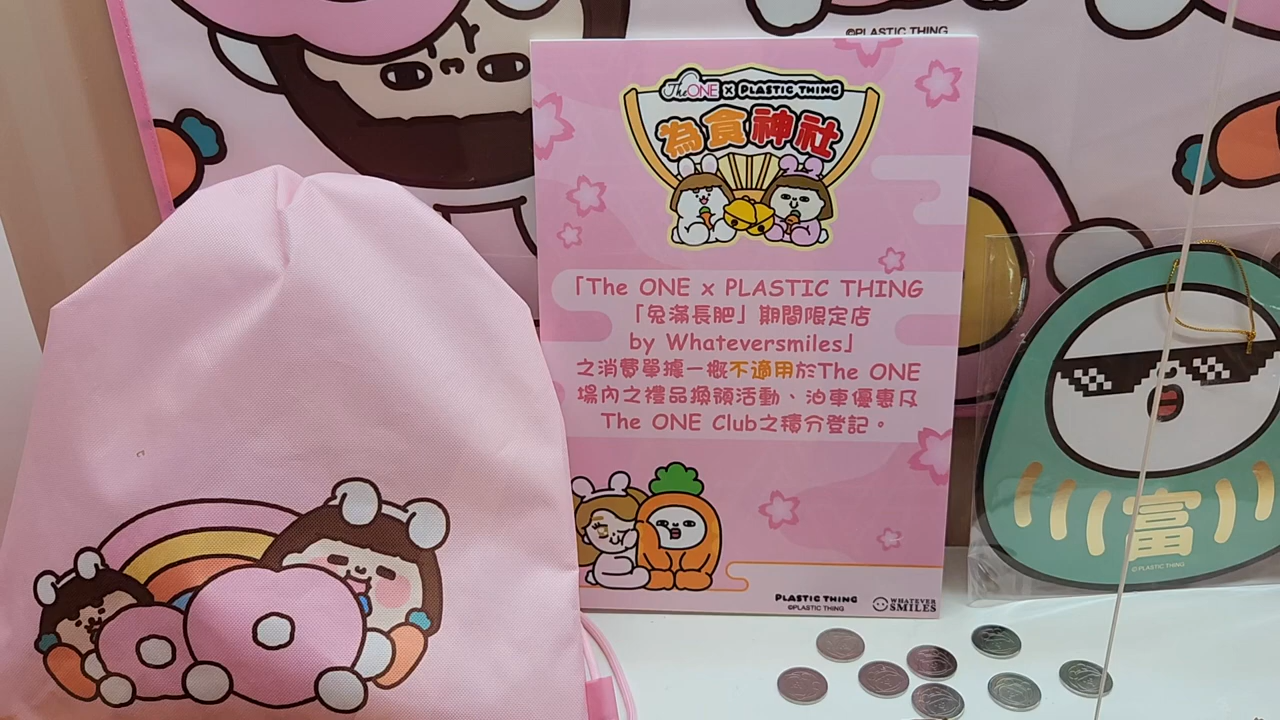 ©PLASTIC THING
The ONE x PLASTIC THING
為食神社
「The ONE x PLASTIC THING
「兔滿長肥」期間限定店
by Whateversmiles」
之消費單據一概不適用於The ONE
場內之禮品換領活動、泊車優惠及
The ONE Club之積分登記。
PLASTIC THING
©PLASTIC THING
WHATEVER
SMILES
富
©PLASTIC THING